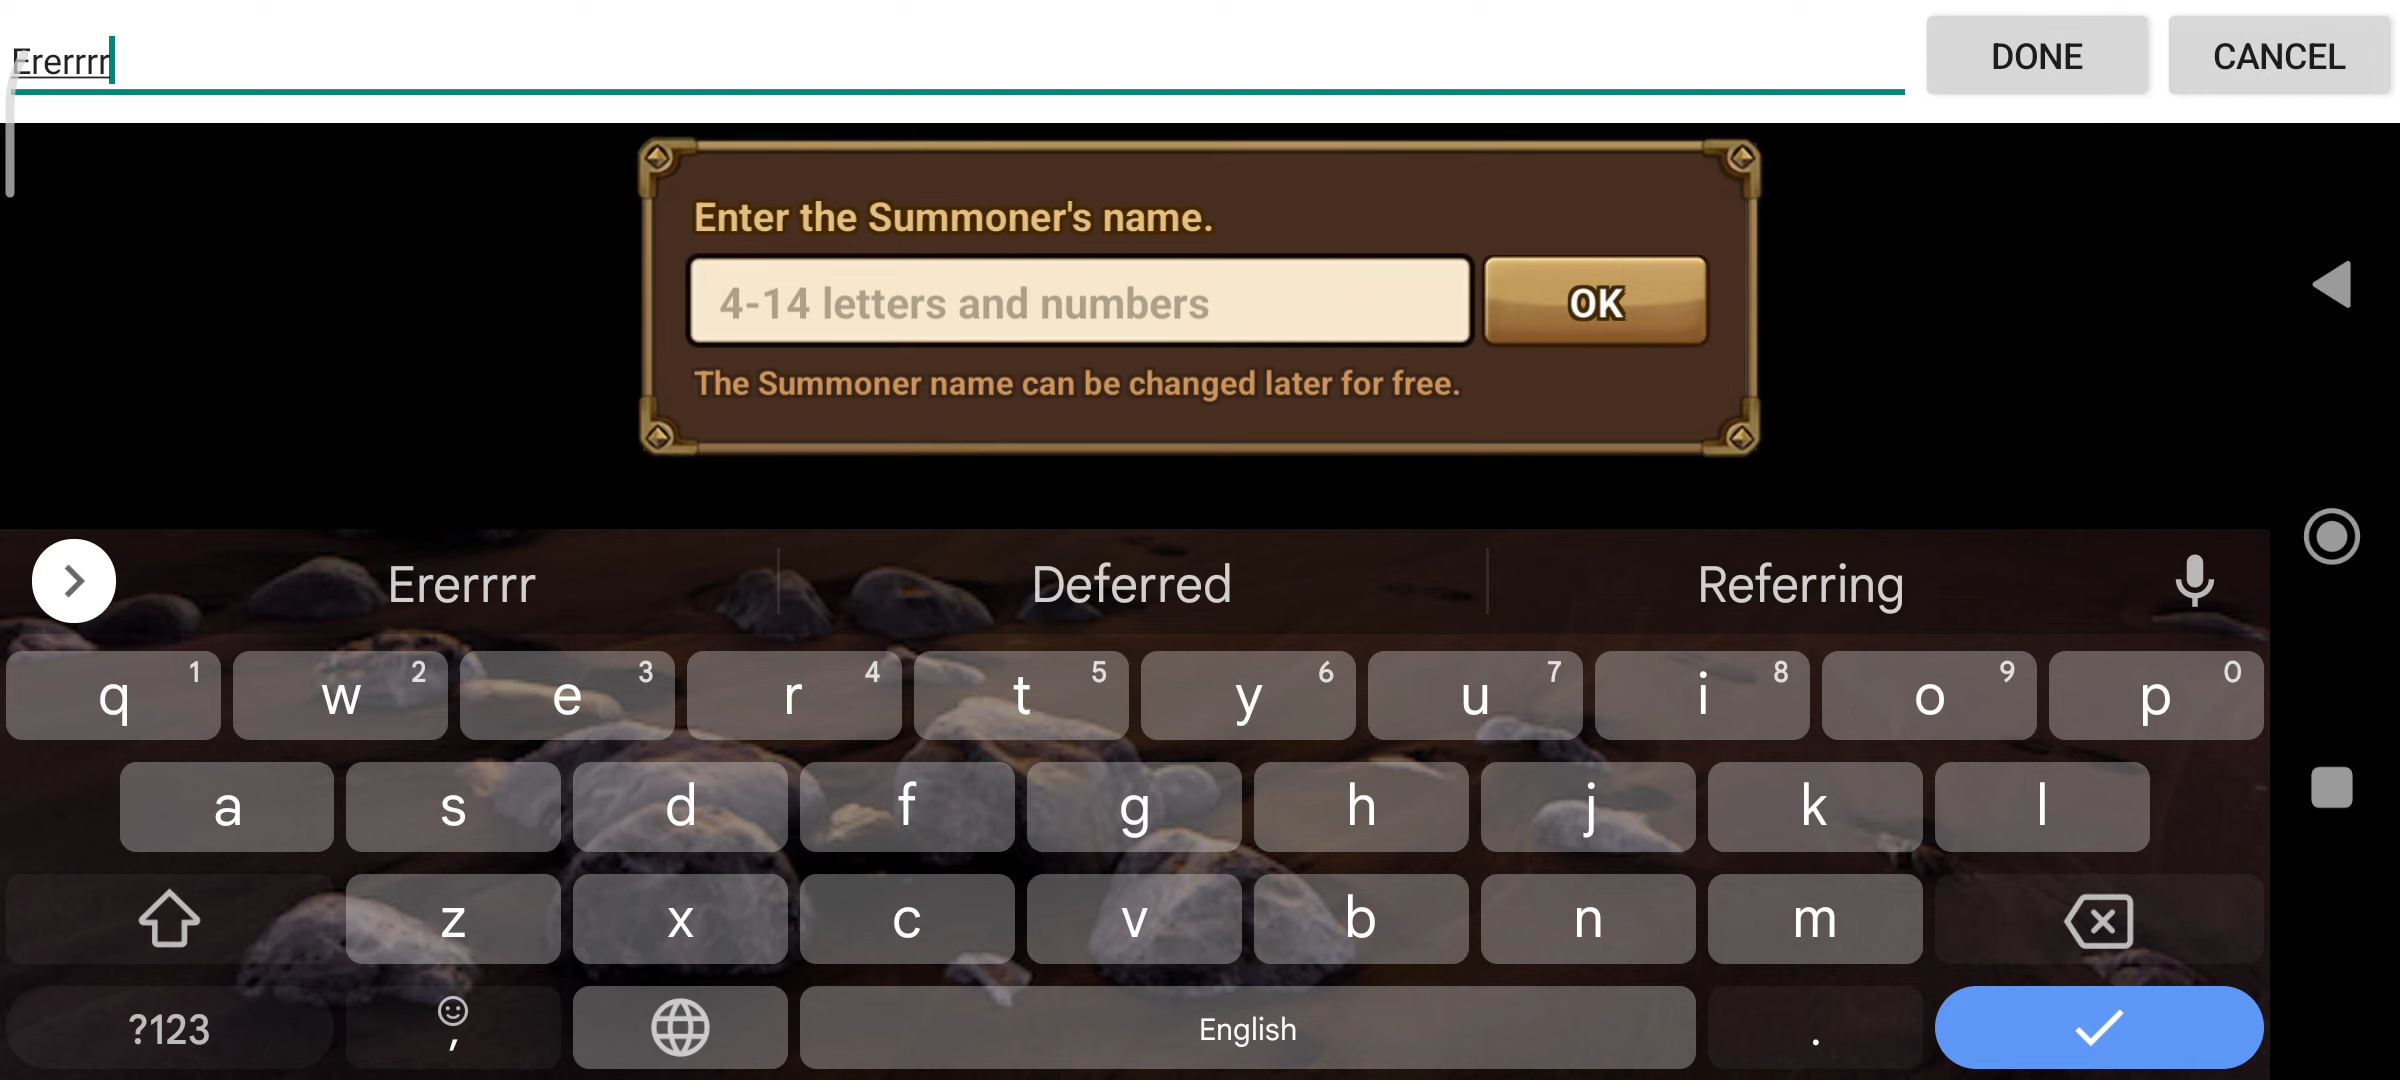 Ererrrr
DONE
CANCEL
Enter the Summoner's name.
4-14 letters and numbers
OK
The Summoner name can be changed later for free.
Ererrrr
Deferred
Referring
q 1 w 2 e 3 r 4 t 5 y 6 u 7 i 8 o 9 p 0
a s d f g h j k l
z x c v b n m
?123 , English .